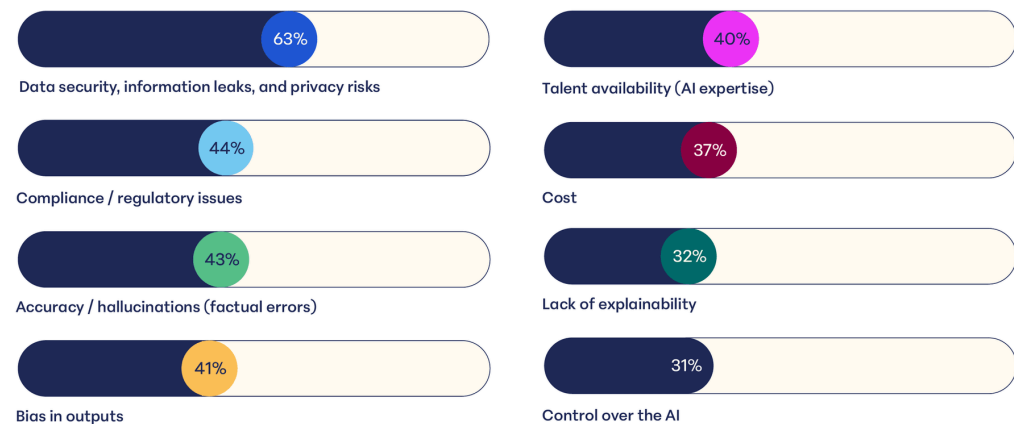 63%
Data security, information leaks, and privacy risks
44%
Compliance / regulatory issues
43%
Accuracy / hallucinations (factual errors)
41%
Bias in outputs
40%
Talent availability (AI expertise)
37%
Cost
32%
Lack of explainability
31%
Control over the AI